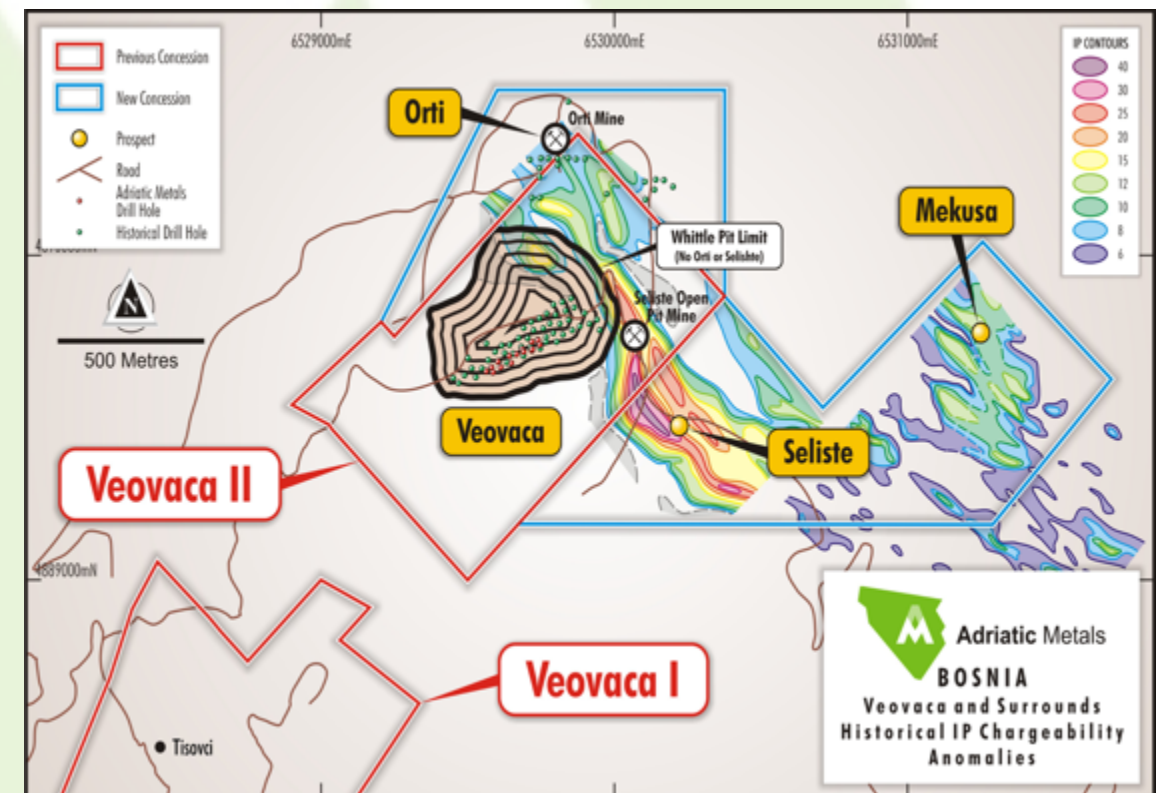 Previous Concession
New Concession
Prospect
Road
Adriatic Metals
Drill Hole
Historical Drill Hole
6529000mE
6530000mE
6531000mE
IP CONTOURS
40
30
25
20
15
12
10
8
6
Orti
Orti Mine
Mekusa
Whittle Pit Limit
(No Orti or Selishte)
N
500 Metres
Seliste Open
Pit Mine
Veovaca
Seliste
Veovaca II
4889000mN
Veovaca I
Tisovci
Adriatic Metals
BOSNIA
Veovaca and Surrounds
Historical IP Chargeability
Anomalies